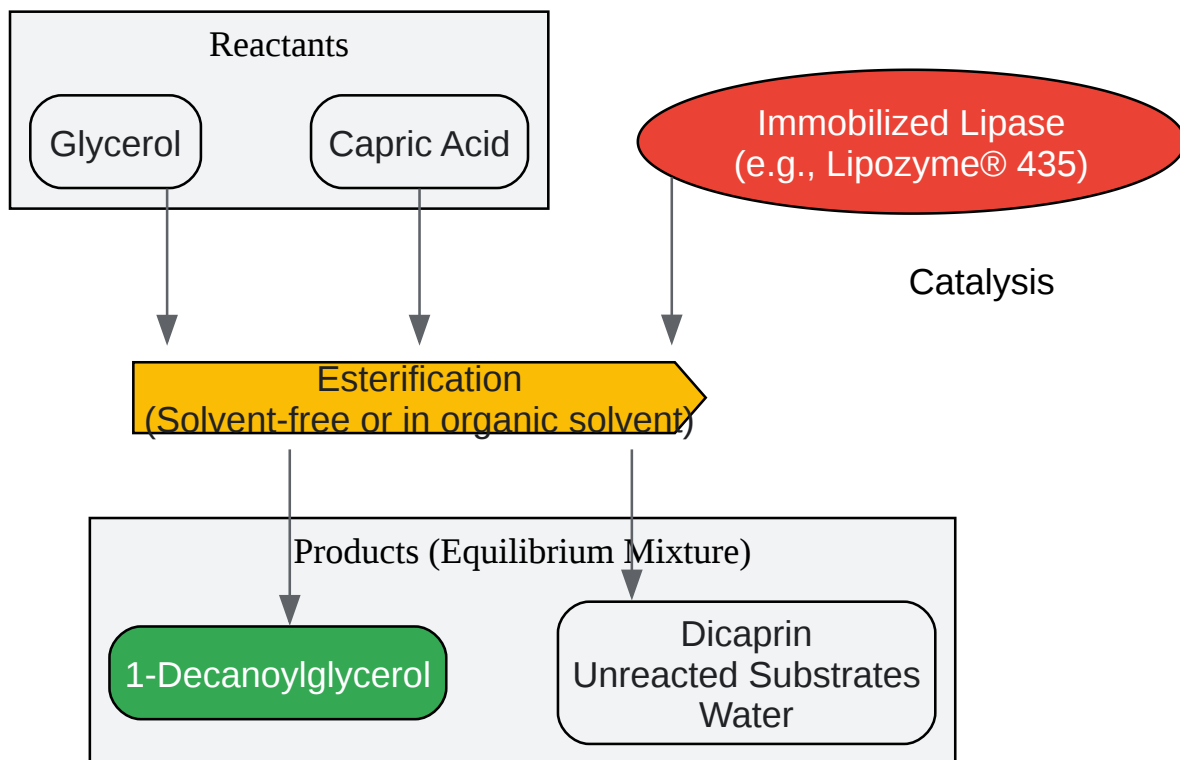 Reactants
Glycerol
Capric Acid
Immobilized Lipase
(e.g., Lipozyme® 435)
Catalysis
Esterification
(Solvent-free or in organic solvent)
Products (Equilibrium Mixture)
1-Decanoylglycerol
Dicaprin
Unreacted Substrates
Water